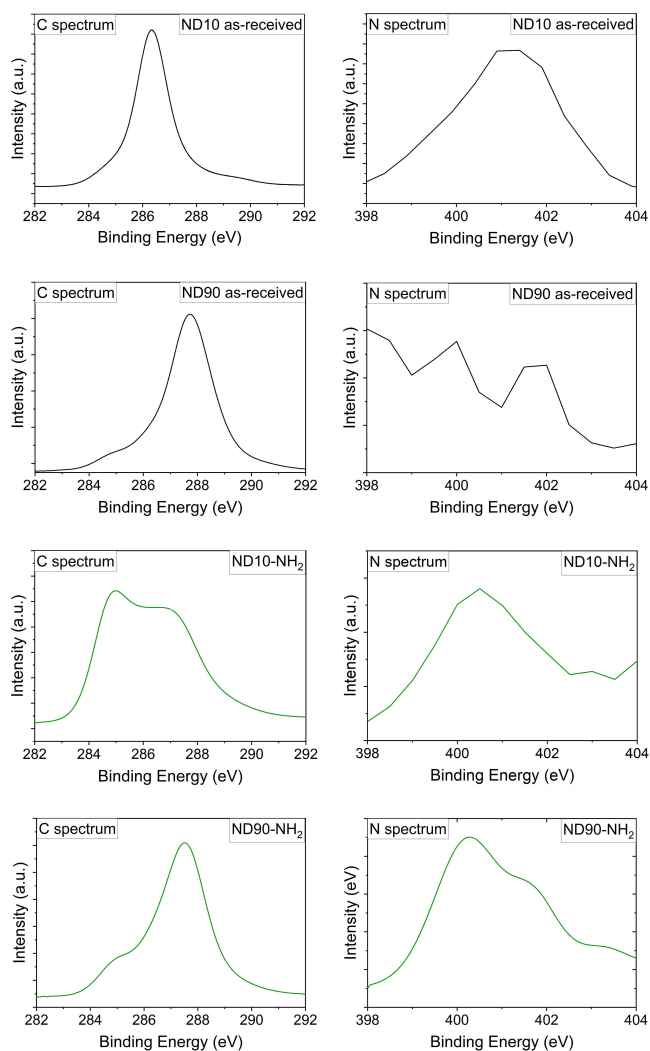 C spectrum ND10 as-received
Intensity (a.u.)
282 284 286 288 290 292
Binding Energy (eV)
N spectrum ND10 as-received
Intensity (a.u.)
398 400 402 404
Binding Energy (eV)
C spectrum ND90 as-received
Intensity (a.u.)
282 284 286 288 290 292
Binding Energy (eV)
N spectrum ND90 as-received
Intensity (a.u.)
398 400 402 404
Binding Energy (eV)
C spectrum ND10-NH₂
Intensity (a.u.)
282 284 286 288 290 292
Binding Energy (eV)
N spectrum ND10-NH₂
Intensity (a.u.)
398 400 402 404
Binding Energy (eV)
C spectrum ND90-NH₂
Intensity (a.u.)
282 284 286 288 290 292
Binding Energy (eV)
N spectrum ND90-NH₂
Intensity (eV)
398 400 402 404
Binding Energy (eV)